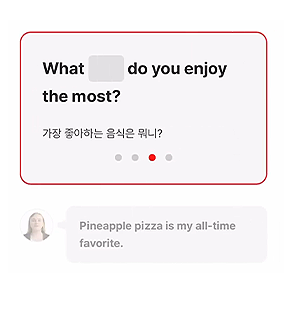 What do you enjoy
the most?
가장 좋아하는 음식은 뭐니?
Pineapple pizza is my all-time
favorite.